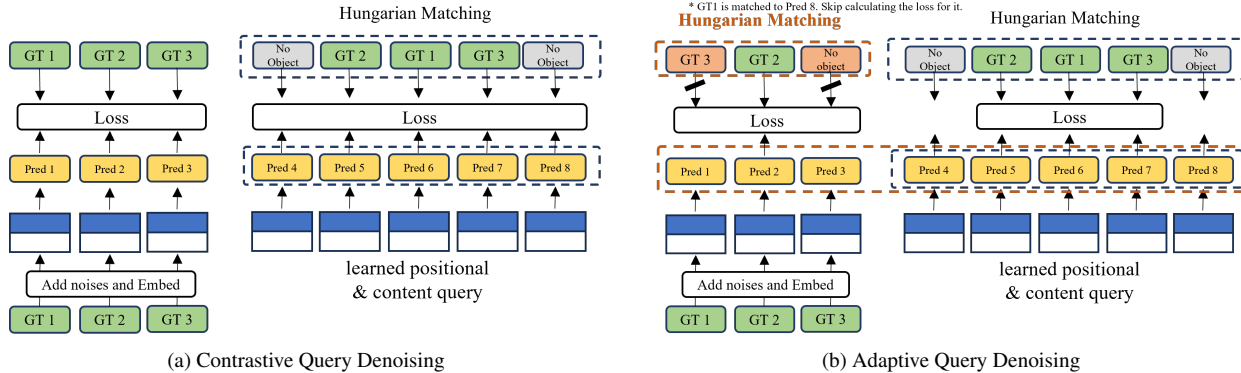 * GT1 is matched to Pred 8. Skip calculating the loss for it.
Hungarian Matching
Hungarian Matching
Hungarian Matching
GT 1 GT 2 GT 3
No Object GT 2 GT 1 GT 3 No Object
GT 3 GT 2 No object
No Object GT 2 GT 1 GT 3 No Object
Loss
Loss
Loss
Loss
Pred 1 Pred 2 Pred 3
Pred 4 Pred 5 Pred 6 Pred 7 Pred 8
Pred 1 Pred 2 Pred 3
Pred 4 Pred 5 Pred 6 Pred 7 Pred 8
learned positional
& content query
learned positional
& content query
Add noises and Embed
Add noises and Embed
GT 1 GT 2 GT 3
GT 1 GT 2 GT 3
(a) Contrastive Query Denoising
(b) Adaptive Query Denoising